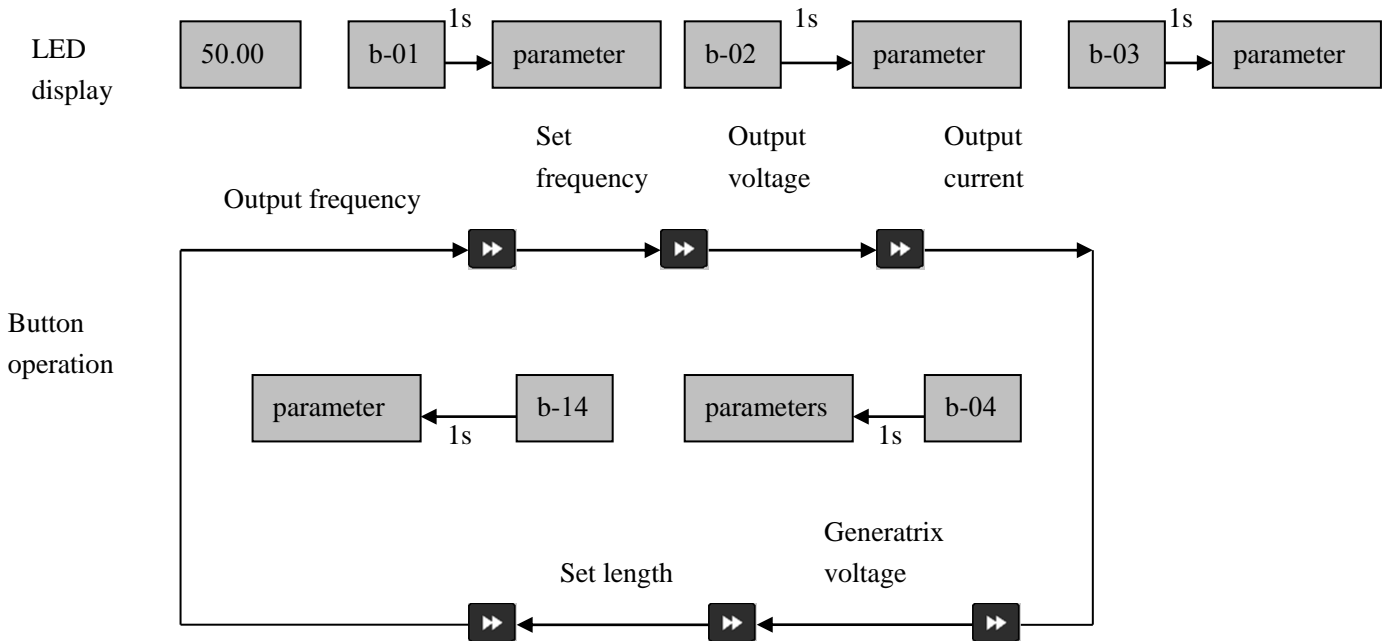 1s
1s
1s
LED
display
50.00
b-01
parameter
b-02
parameter
b-03
parameter
Set
frequency
Output
voltage
Output
current
Output frequency
Button
operation
parameter
b-14
parameters
b-04
1s
1s
Generatrix
voltage
Set length